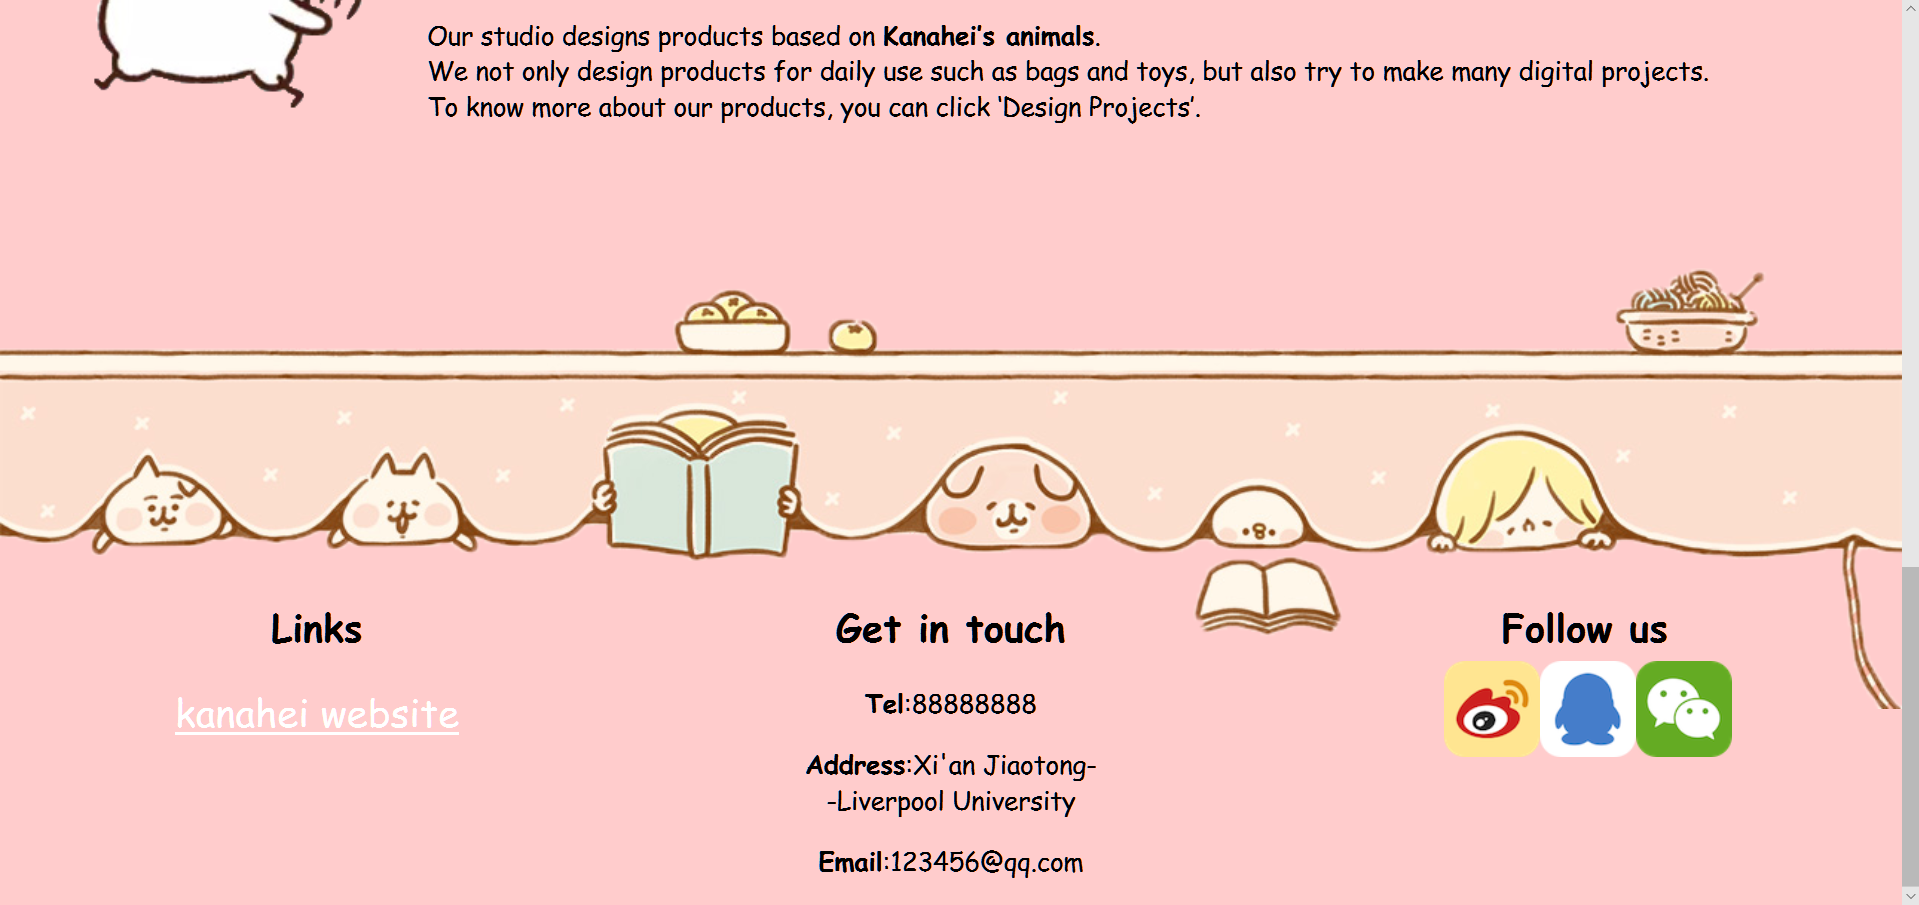 Our studio designs products based on Kanahei's animals.
We not only design products for daily use such as bags and toys, but also try to make many digital projects.
To know more about our products, you can click ‘Design Projects’.
Links
kanahei website
Get in touch
Tel:88888888
Address:Xi'an Jiaotong-
-Liverpool University
Email:123456@qq.com
Follow us